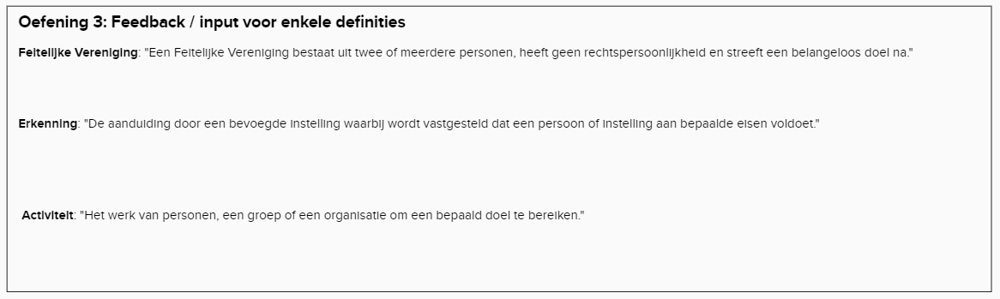 Oefening 3: Feedback / input voor enkele definities
Feitelijke Vereniging: "Een Feitelijke Vereniging bestaat uit twee of meerdere personen, heeft geen rechtspersoonlijkheid en streeft een belangeloos doel na."
Erkenning: "De aanduiding door een bevoegde instelling waarbij wordt vastgesteld dat een persoon of instelling aan bepaalde eisen voldoet."
Activiteit: "Het werk van personen, een groep of een organisatie om een bepaald doel te bereiken."